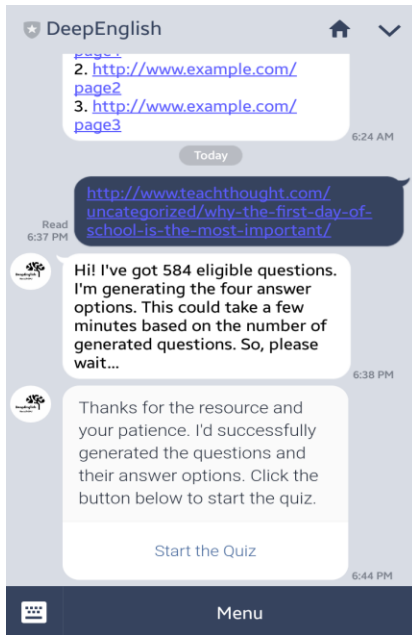 DeepEnglish
page1
2. http://www.example.com/
page2
3. http://www.example.com/
page3
6:24 AM
Today
http://www.teachthought.com/
uncategorized/why-the-first-day-of-
school-is-the-most-important/
Read
6:37 PM
Hi! I've got 584 eligible questions.
I'm generating the four answer
options. This could take a few
minutes based on the number of
generated questions. So, please
wait...
6:38 PM
Thanks for the resource and
your patience. I'd successfully
generated the questions and
their answer options. Click the
button below to start the quiz.
Start the Quiz
6:44 PM
Menu